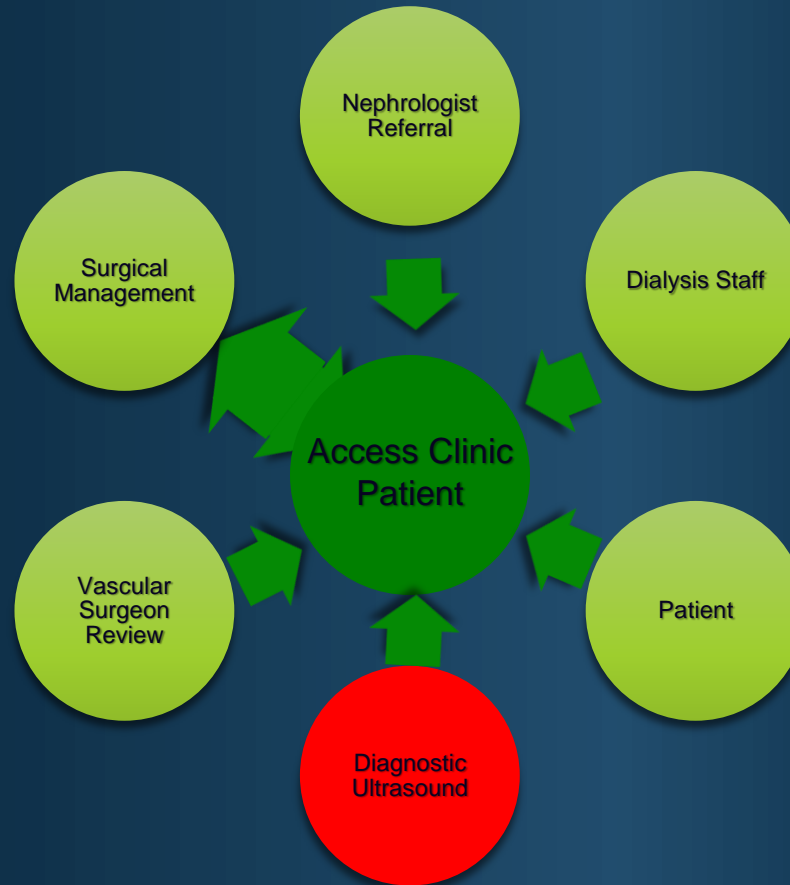 Nephrologist
Referral
Surgical
Management
Dialysis Staff
Access Clinic
Patient
Vascular
Surgeon
Review
Patient
Diagnostic
Ultrasound